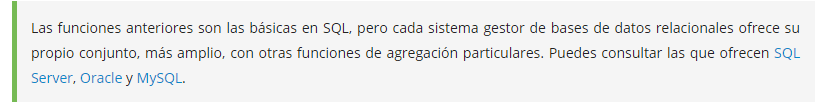 Las funciones anteriores son las básicas en SQL, pero cada sistema gestor de bases de datos relacionales ofrece su
propio conjunto, más amplio, con otras funciones de agregación particulares. Puedes consultar las que ofrecen SQL
Server, Oracle y MySQL.